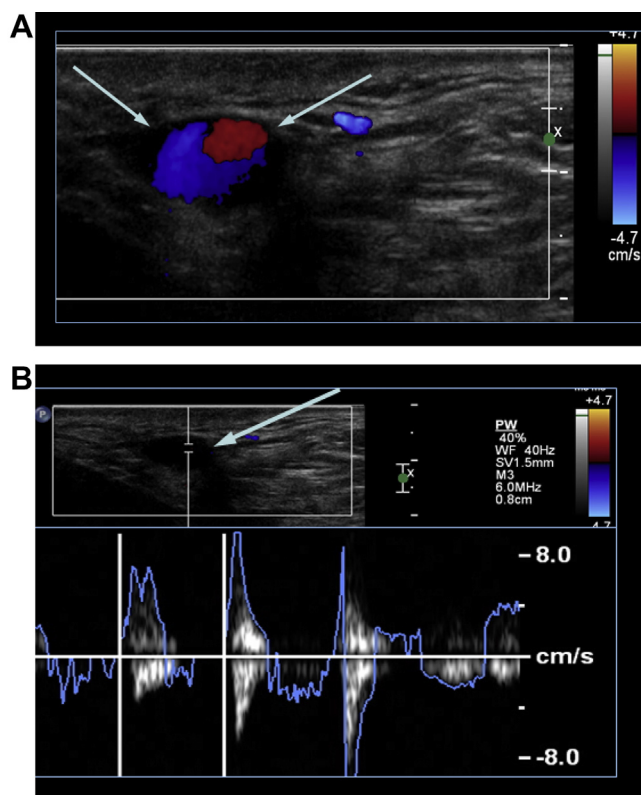 A
+4.7
x
-4.7
cm/s
B
P
+4.7
PW
40%
WF 40Hz
SV1.5mm
M3
6.0MHz
0.8cm
x
8.0
cm/s
-8.0